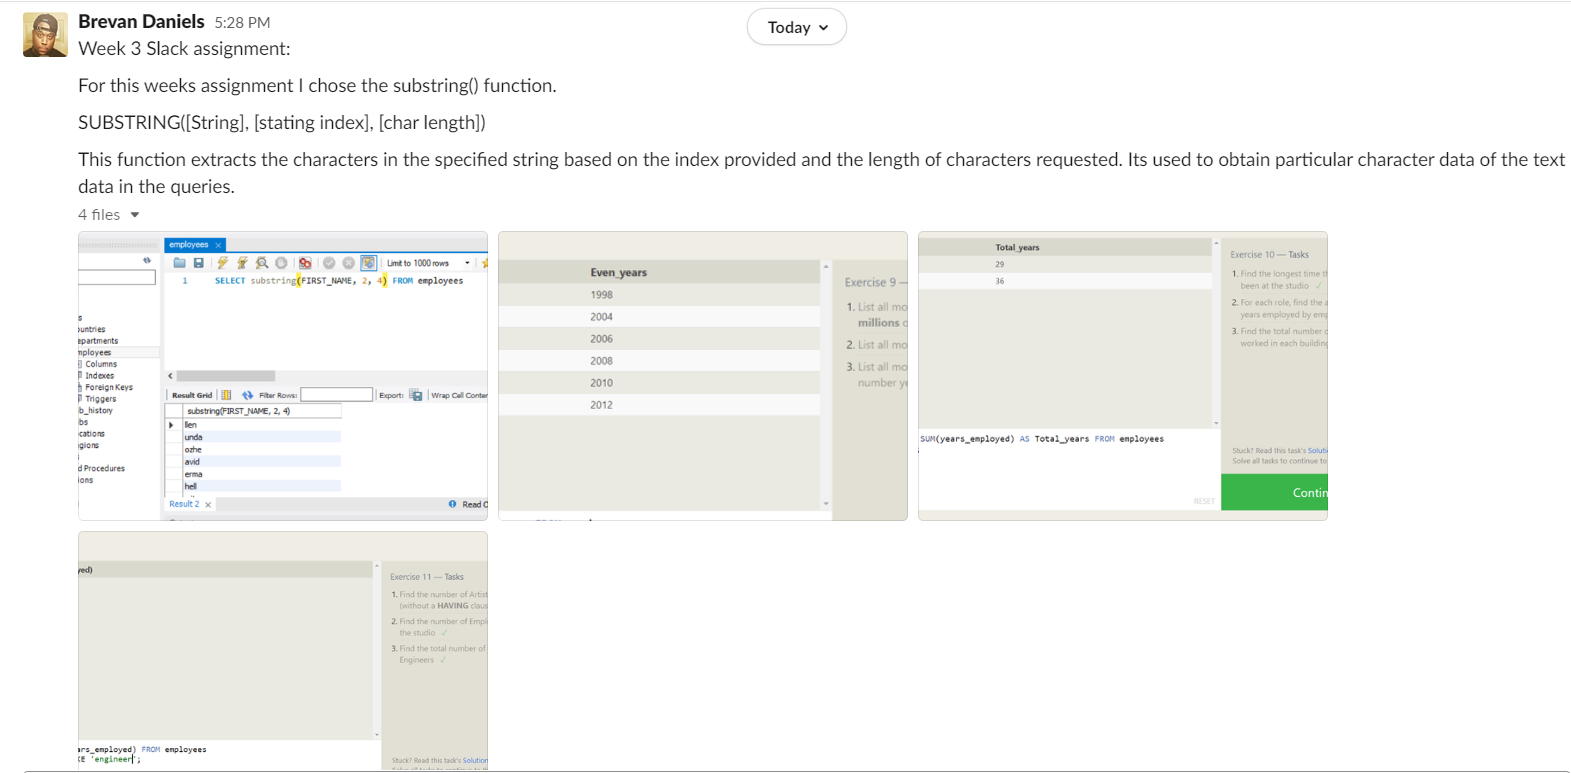 Brevan Daniels 5:28 PM
Today
Week 3 Slack assignment:
For this weeks assignment I chose the substring() function.
SUBSTRING([String], [stating index], [char length])
This function extracts the characters in the specified string based on the index provided and the length of characters requested. Its used to obtain particular character data of the text
data in the queries.
4 files
employees
Limit to 1000 rows
1 SELECT substring(FIRST_NAME, 2, 4) FROM employees
s
ountries
epartments
mployees
Columns
Indexes
Foreign Keys
Triggers
b_history
bs
cations
gions
d Procedures
ions
Result Grid Filter Rows: Export: Wrap Cell Conter
substring(FIRST_NAME, 2, 4)
llen
unda
ozhe
avid
erma
hell
Result 2 Read O
Even_years
1998
2004
2006
2008
2010
2012
Exercise 9 —
1. List all mo
millions
2. List all mo
3. List all mo
number ye
Total_years
29
36
SUM(years_employed) AS Total_years FROM employees
RESET
Exercise 10 — Tasks
1. Find the longest time th
been at the studio ✓
2. For each role, find the a
years employed by emp
3. Find the total number o
worked in each building
Stuck? Read this task's Soluti
Solve all tasks to continue to
Contin
yed)
ars_employed) FROM employees
KE 'engineer';
Exercise 11 — Tasks
1. Find the number of Artist
(without a HAVING claus
2. Find the number of Emplo
the studio ✓
3. Find the total number of
Engineers ✓
Stuck? Read this task's Solution